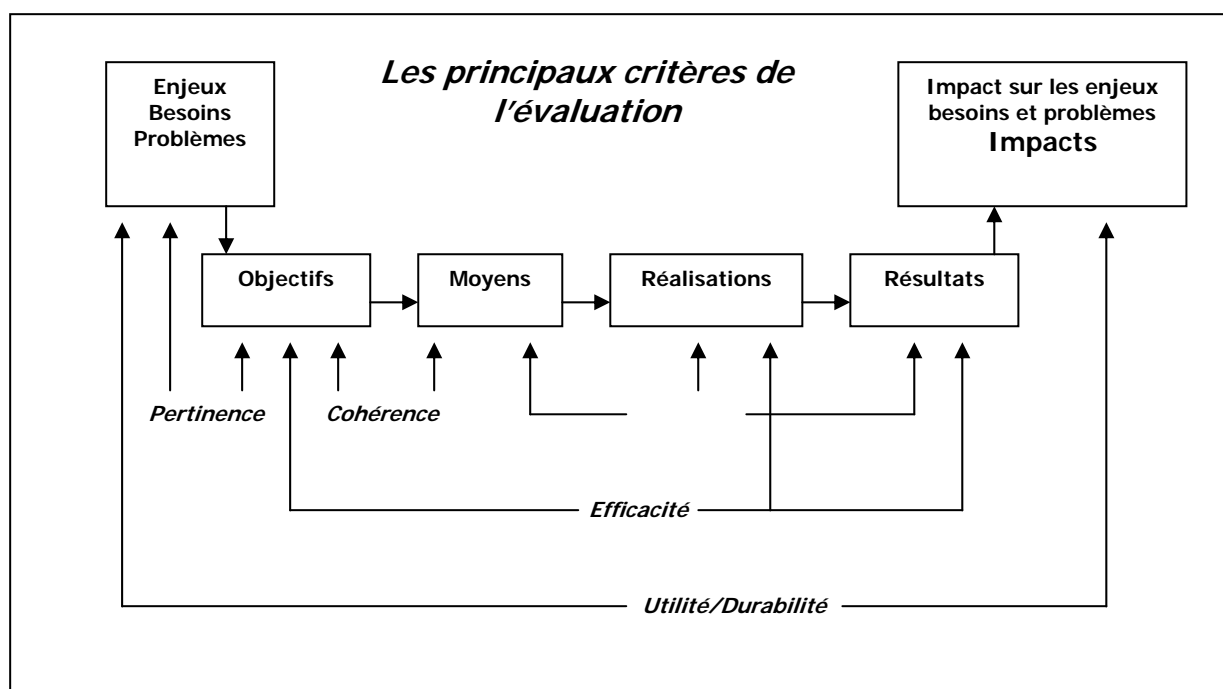 Les principaux critères de
l'évaluation
Enjeux
Besoins
Problèmes
Impact sur les enjeux
besoins et problèmes
Impacts
Objectifs
Moyens
Réalisations
Résultats
Pertinence
Cohérence
Efficacité
Utilité/Durabilité